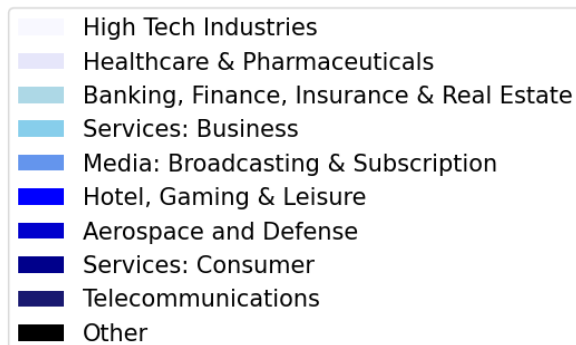 High Tech Industries
Healthcare & Pharmaceuticals
Banking, Finance, Insurance & Real Estate
Services: Business
Media: Broadcasting & Subscription
Hotel, Gaming & Leisure
Aerospace and Defense
Services: Consumer
Telecommunications
Other